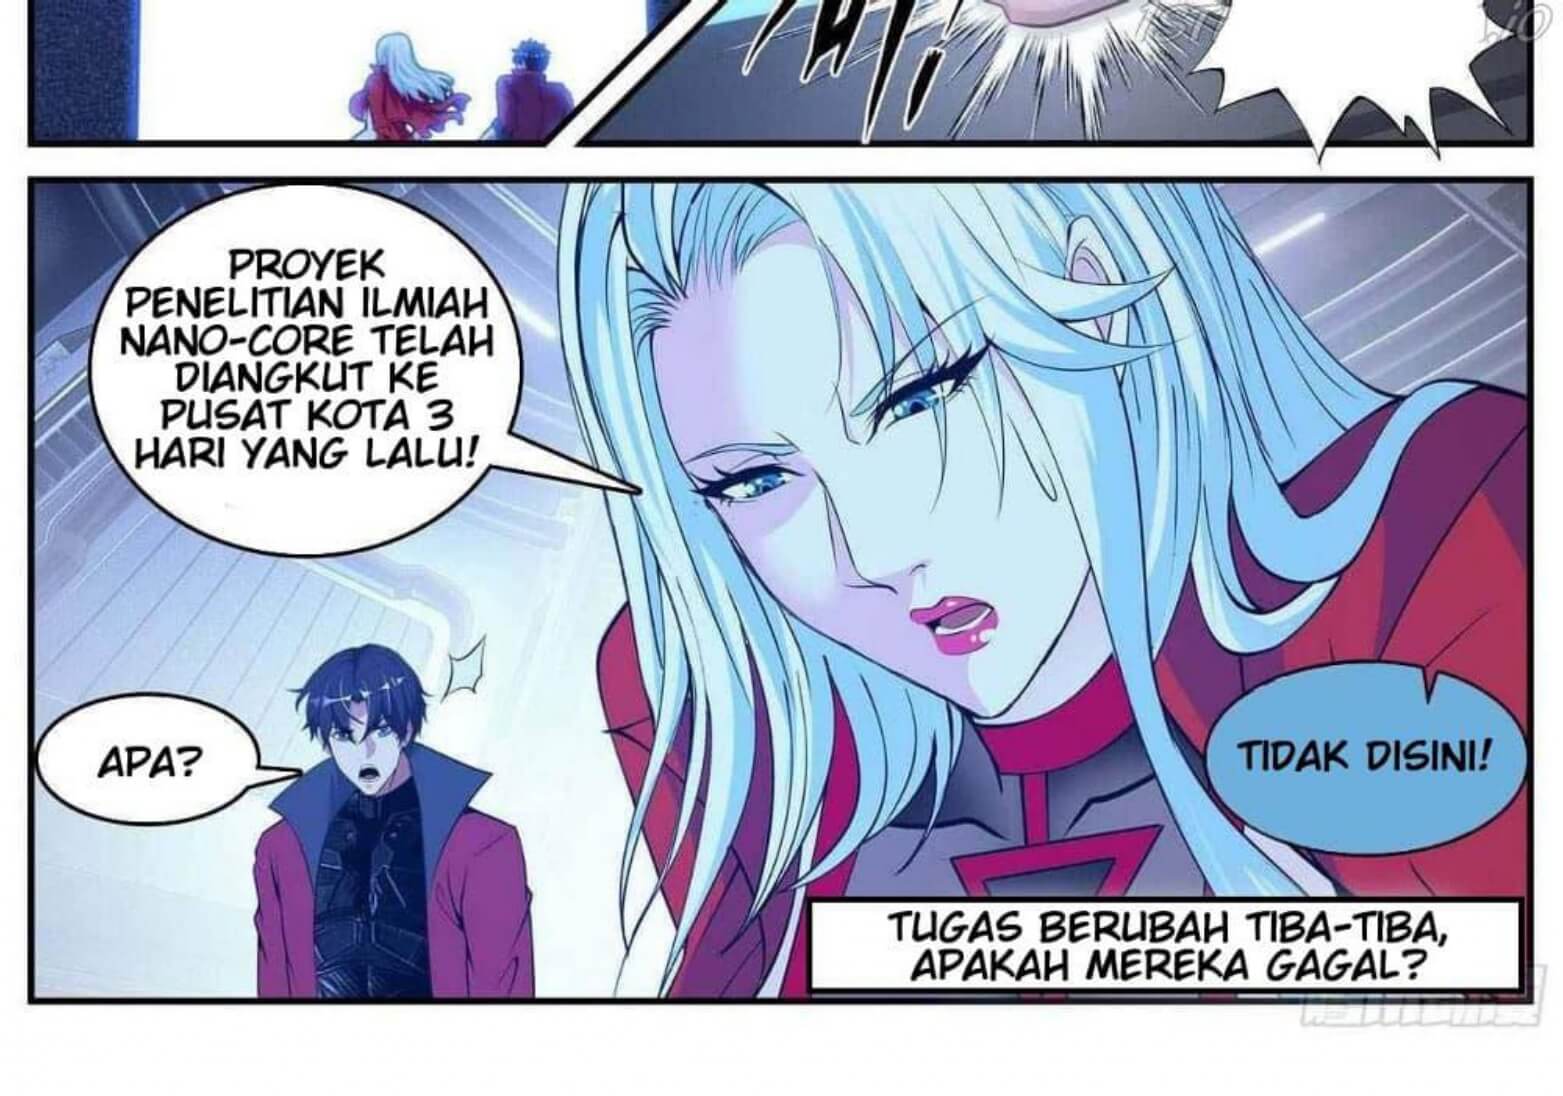 PROYEK
PENELITIAN ILMIAH
NANO-CORE TELAH
DIANGKUT KE
PUSAT KOTA 3
HARI YANG LALU!
APA?
TIDAK DISINI!
TUGAS BERUBAH TIBA-TIBA,
APAKAH MEREKA GAGAL?